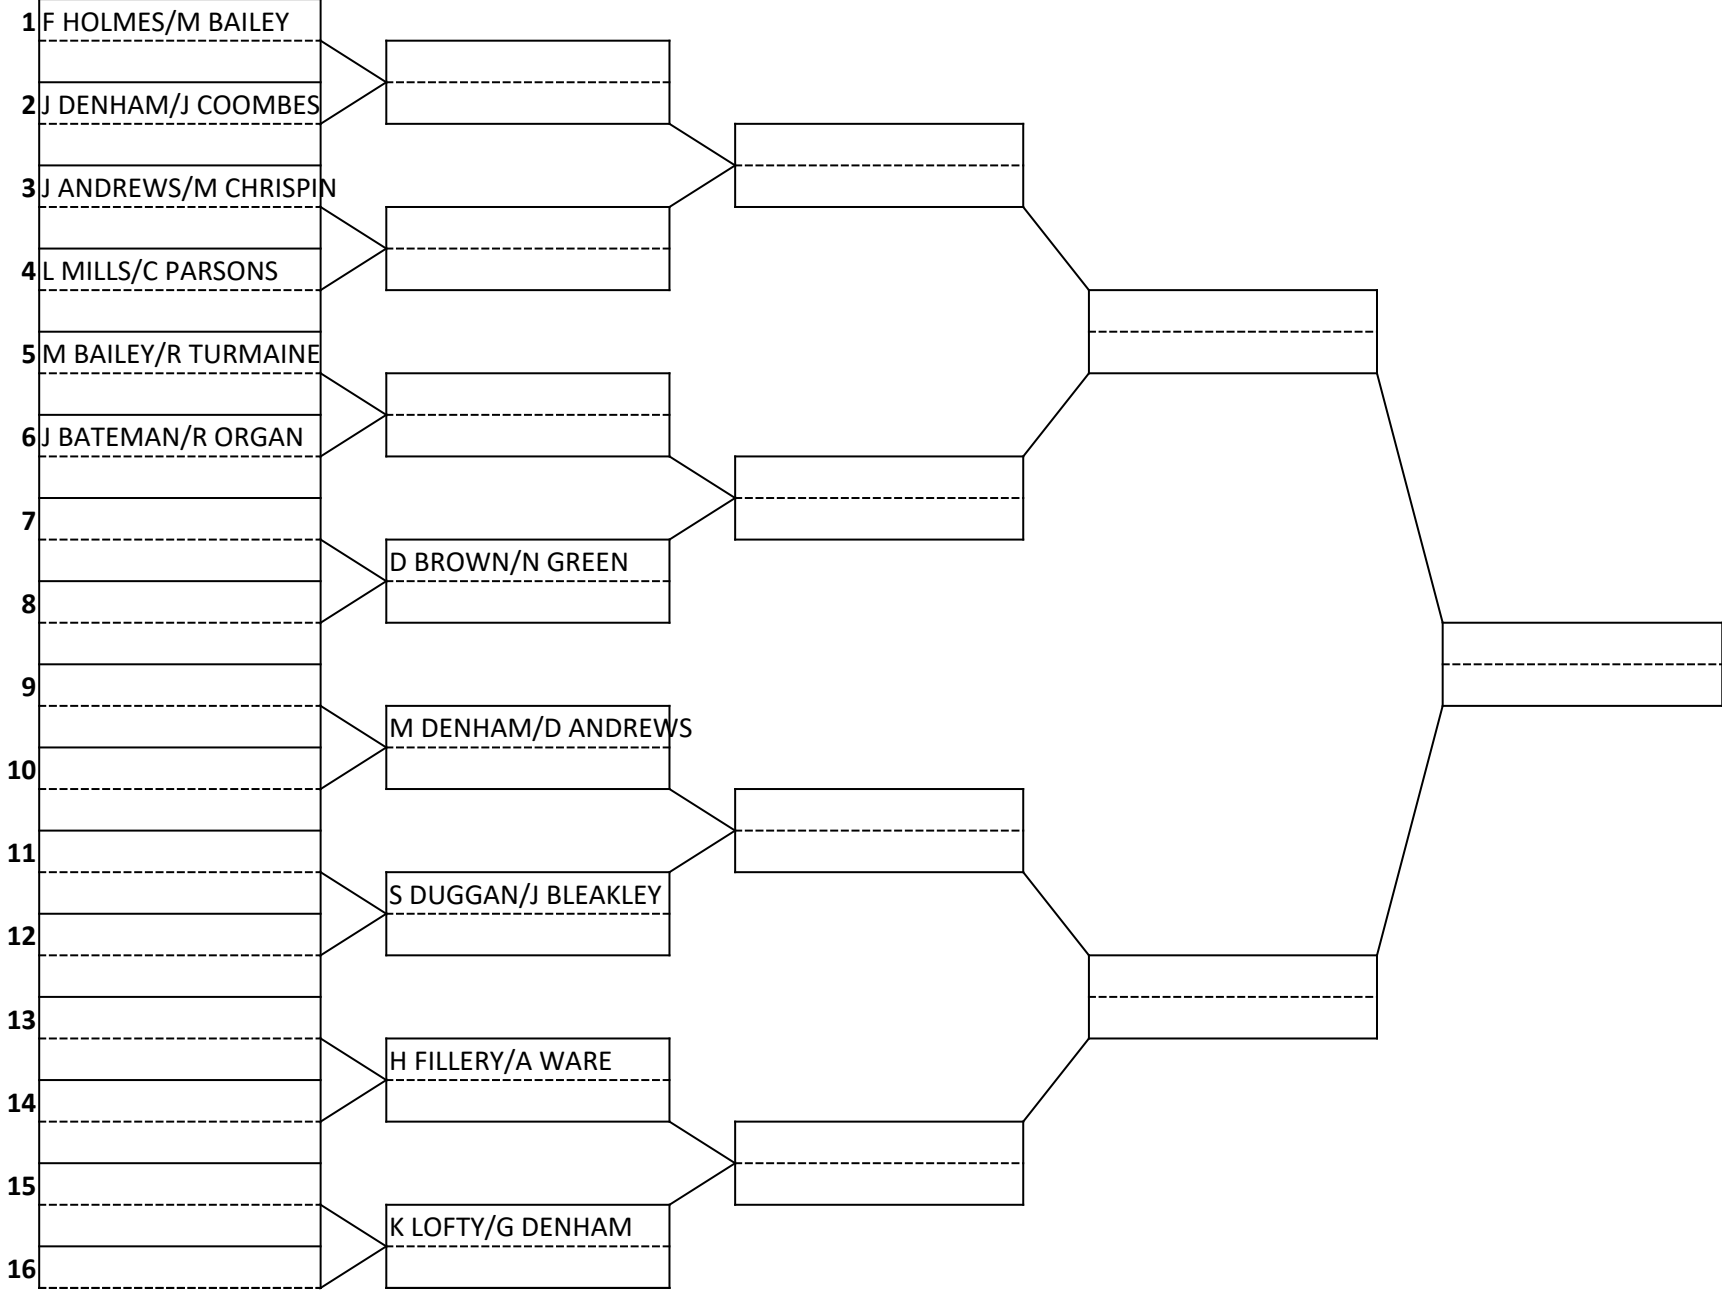 1 F HOLMES/M BAILEY
2 J DENHAM/J COOMBES
3 J ANDREWS/M CHRISPIN
4 L MILLS/C PARSONS
5 M BAILEY/R TURMAINE
6 J BATEMAN/R ORGAN
7
D BROWN/N GREEN
8
9
M DENHAM/D ANDREWS
10
11
S DUGGAN/J BLEAKLEY
12
13
H FILLERY/A WARE
14
15
K LOFTY/G DENHAM
16